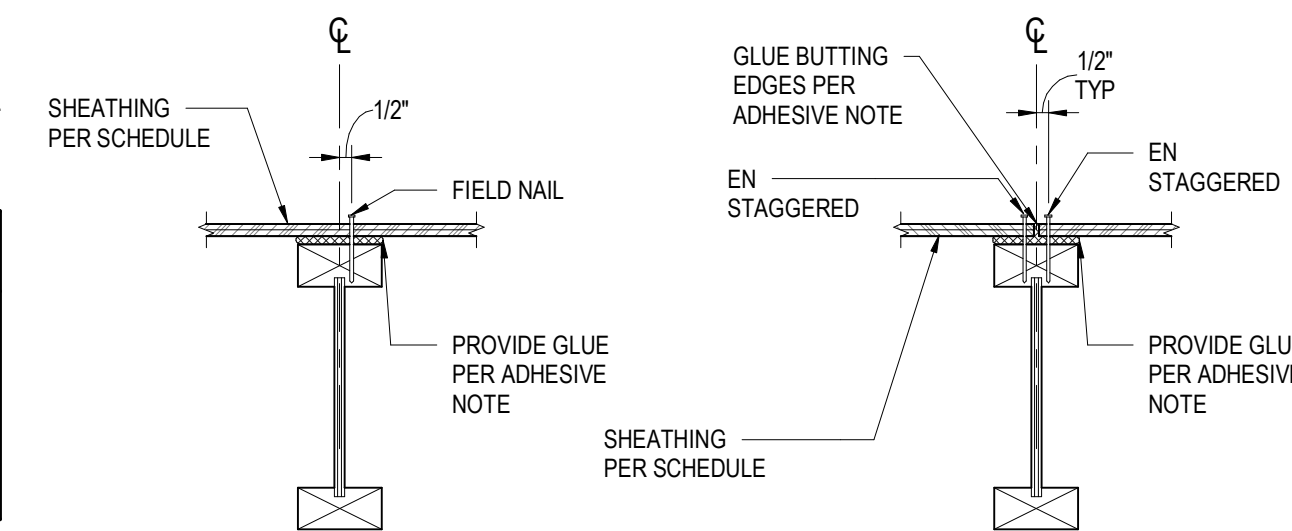 ℄
SHEATHING
PER SCHEDULE
1/2"
FIELD NAIL
PROVIDE GLUE
PER ADHESIVE
NOTE
℄
GLUE BUTTING
EDGES PER
ADHESIVE NOTE
1/2"
TYP
EN
STAGGERED
EN
STAGGERED
SHEATHING
PER SCHEDULE
PROVIDE GLU
PER ADHESIV
NOTE